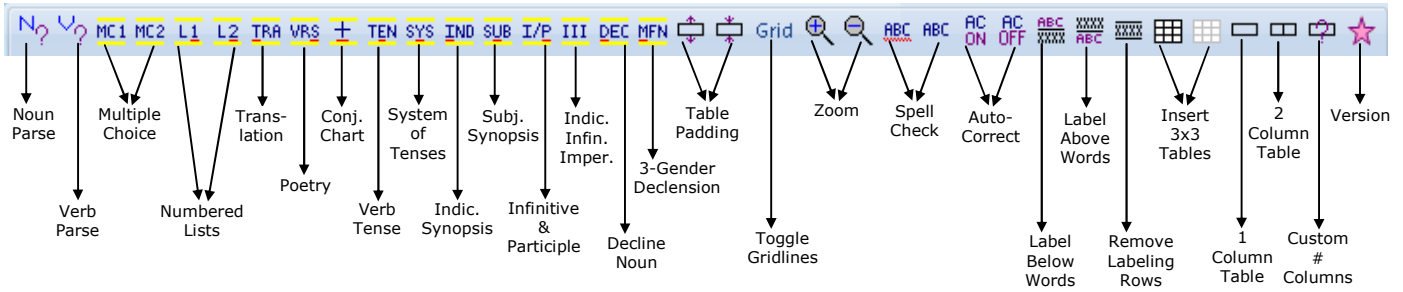 N? V? MC1 MC2 L1 L2 TRA VRS + TEN SYS IND SUB I/P III DEC MFN Grid ABC ABC AC ON AC OFF ABC ABC ?
Noun
Parse
Verb
Parse
Multiple
Choice
Numbered
Lists
Trans-
lation
Poetry
Conj.
Chart
Verb
Tense
System
of
Tenses
Indic.
Synopsis
Subj.
Synopsis
Infinitive
&
Participle
Indic.
Infin.
Imper.
Decline
Noun
3-Gender
Declension
Table
Padding
Toggle
Gridlines
Zoom
Spell
Check
Auto-
Correct
Label
Below
Words
Label
Above
Words
Remove
Labeling
Rows
Insert
3x3
Tables
1
Column
Table
2
Column
Table
Custom
#
Columns
Version